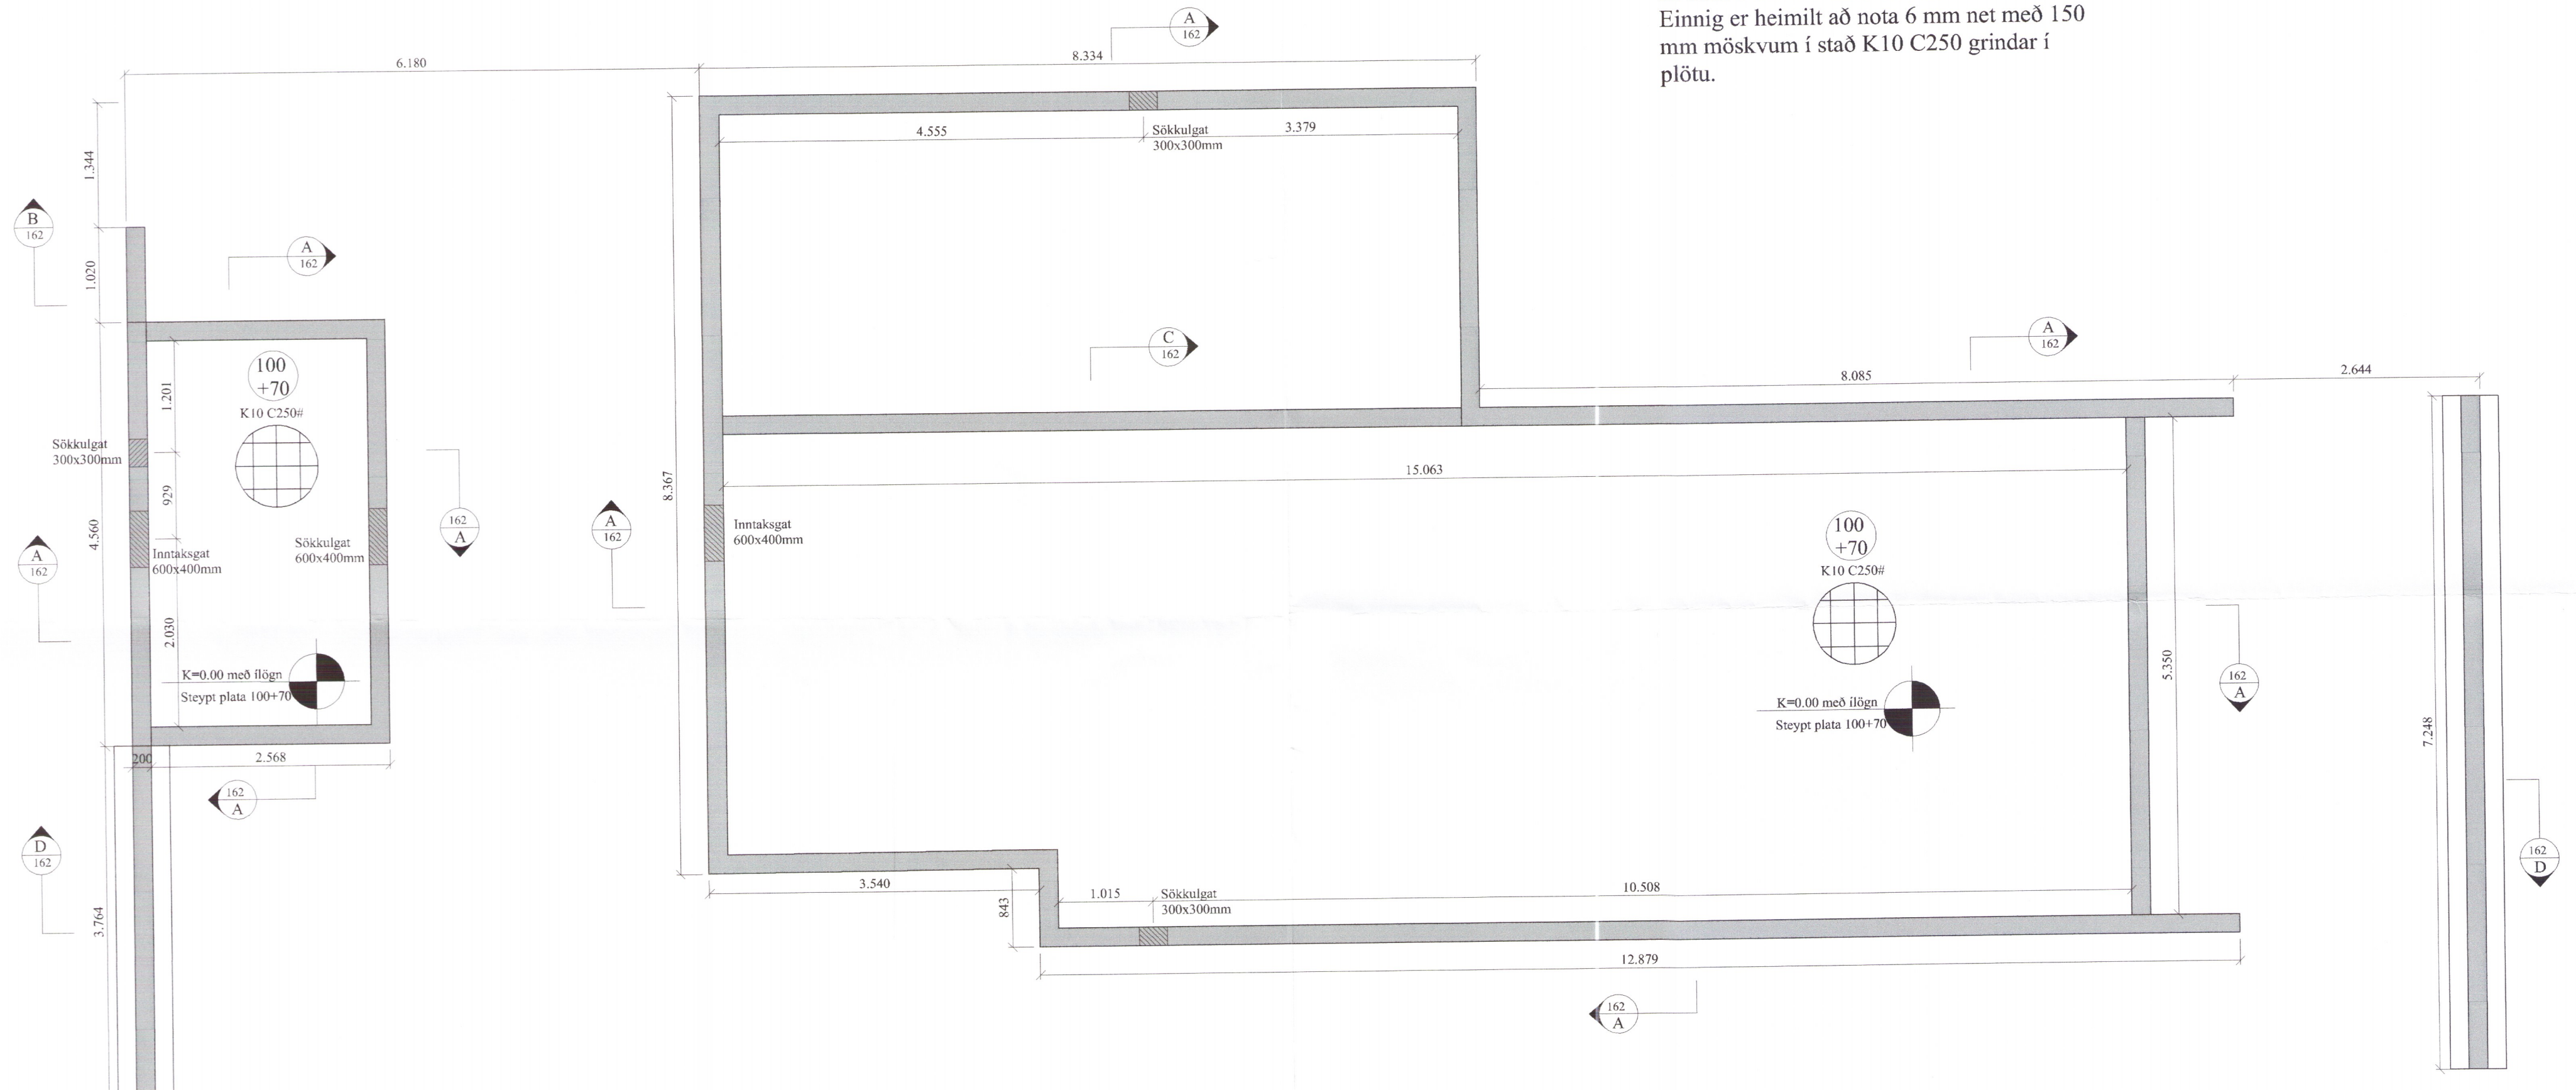 Einnig er heimilt að nota 6 mm net með 150
mm möskvum í stað K10 C250 grindar í
plötu.
A
162
6.180
8.334
4.555
Sökkulgat
300x300mm
3.379
1.344
B
162
1.020
A
162
C
162
A
162
8.085
2.644
100
+70
K10 C250#
1.201
Sökkulgat
300x300mm
929
4.560
A
162
Inntaksgat
600x400mm
Sökkulgat
600x400mm
162
A
2.030
K=0.00 með ílögn
Steypt plata 100+70
200
2.568
162
A
D
162
3.764
8.367
A
162
Inntaksgat
600x400mm
15.063
100
+70
K10 C250#
K=0.00 með ílögn
Steypt plata 100+70
5.350
162
A
7.248
162
D
3.540
843
1.015
Sökkulgat
300x300mm
10.508
12.879
162
A